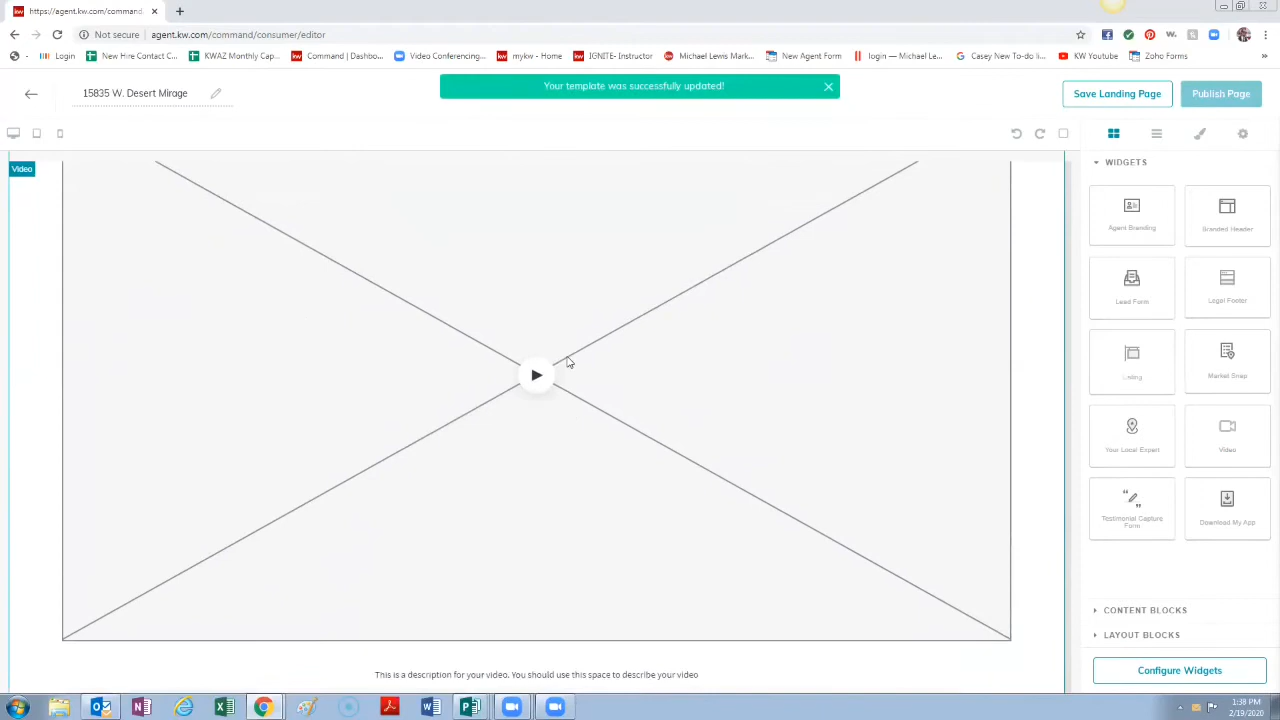 https://agent.kw.com/command
Not secure | agent.kw.com/command/consumer/editor
Login
New Hire Contact C...
KWAZ Monthly Cap...
Command | Dashbo...
Video Conferencing...
mykw - Home
IGNITE- Instructor
Michael Lewis Mark...
New Agent Form
login — Michael Le...
Casey New To-do li...
KW Youtube
Zoho Forms
15835 W. Desert Mirage
Your template was successfully updated!
Save Landing Page
Publish Page
Video
WIDGETS
Agent Branding
Branded Header
Lead Form
Legal Footer
Listing
Market Snap
Your Local Expert
Video
Testimonial Capture
Form
Download My App
CONTENT BLOCKS
LAYOUT BLOCKS
Configure Widgets
This is a description for your video. You should use this space to describe your video
1:38 PM
2/19/2020